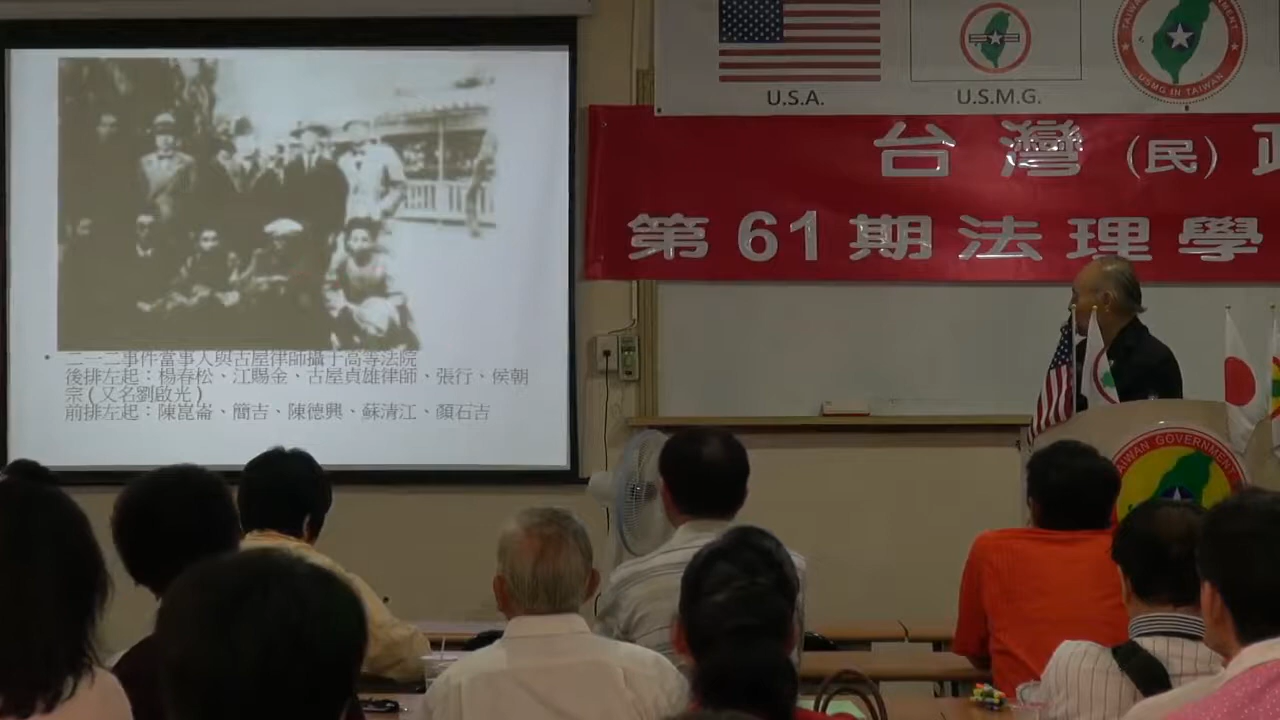 二一二事件當事人與古屋律師攝于高等法院
後排左起：楊春松、江賜金、古屋貞雄律師、張行、侯朝
宗(又名劉啟光)
前排左起：陳崑崙、簡吉、陳德興、蘇清江、顏石吉
U.S.A.
U.S.M.G.
USMG IN TAIWAN
台灣(民)
第61期法理學
TAIWAN GOVERNMENT